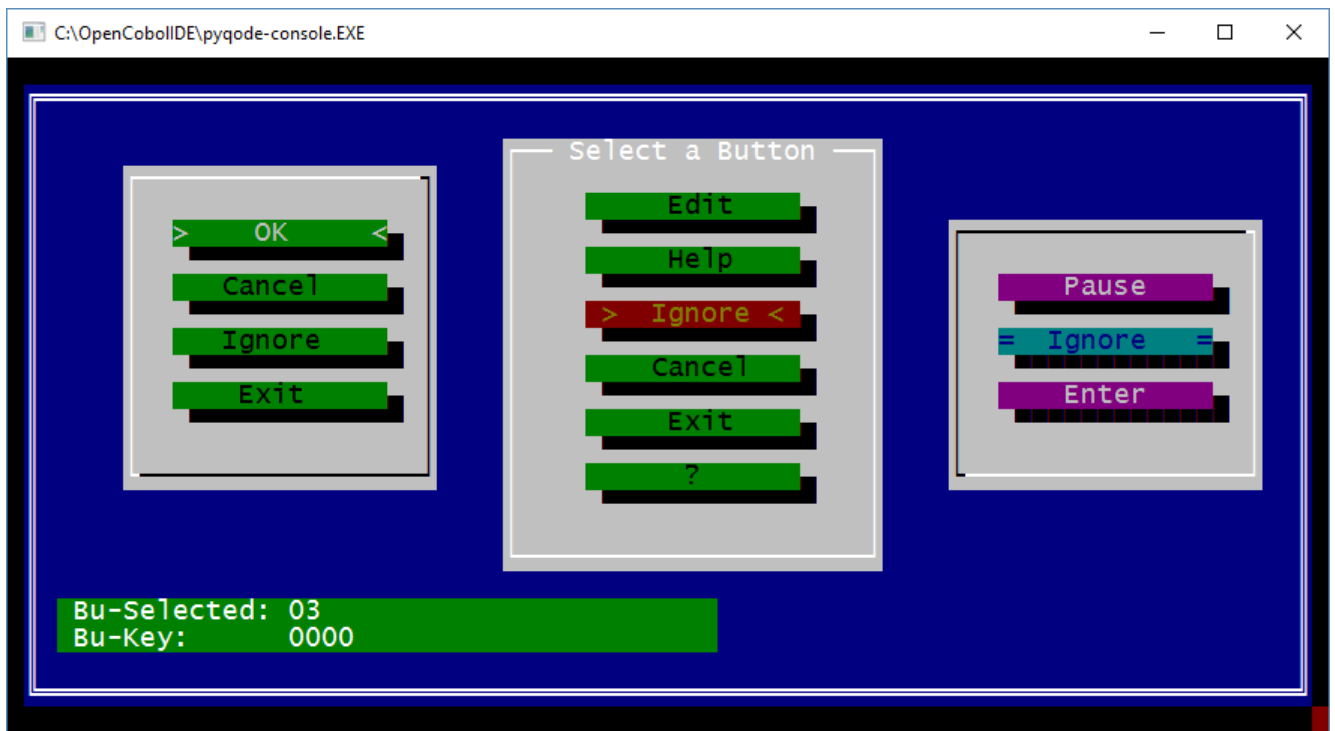 C:\OpenCobolIDE\pyqode-console.EXE
> OK <
Cancel
Ignore
Exit
Select a Button
Edit
Help
> Ignore <
Cancel
Exit
?
Pause
= Ignore =
Enter
Bu-Selected: 03
Bu-Key: 0000